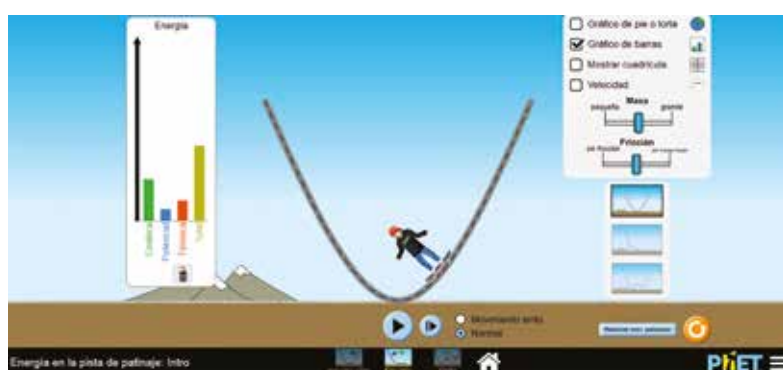 Energía
Cinética
Potencial
Térmica
Total
Gráfico de pie o torta
Gráfico de barras
Mostrar cuadrícula
Velocidad
Masa
pequeña grande
Fricción
Movimiento lento
Normal
Energía en la pista de patinaje: Intro
PhET